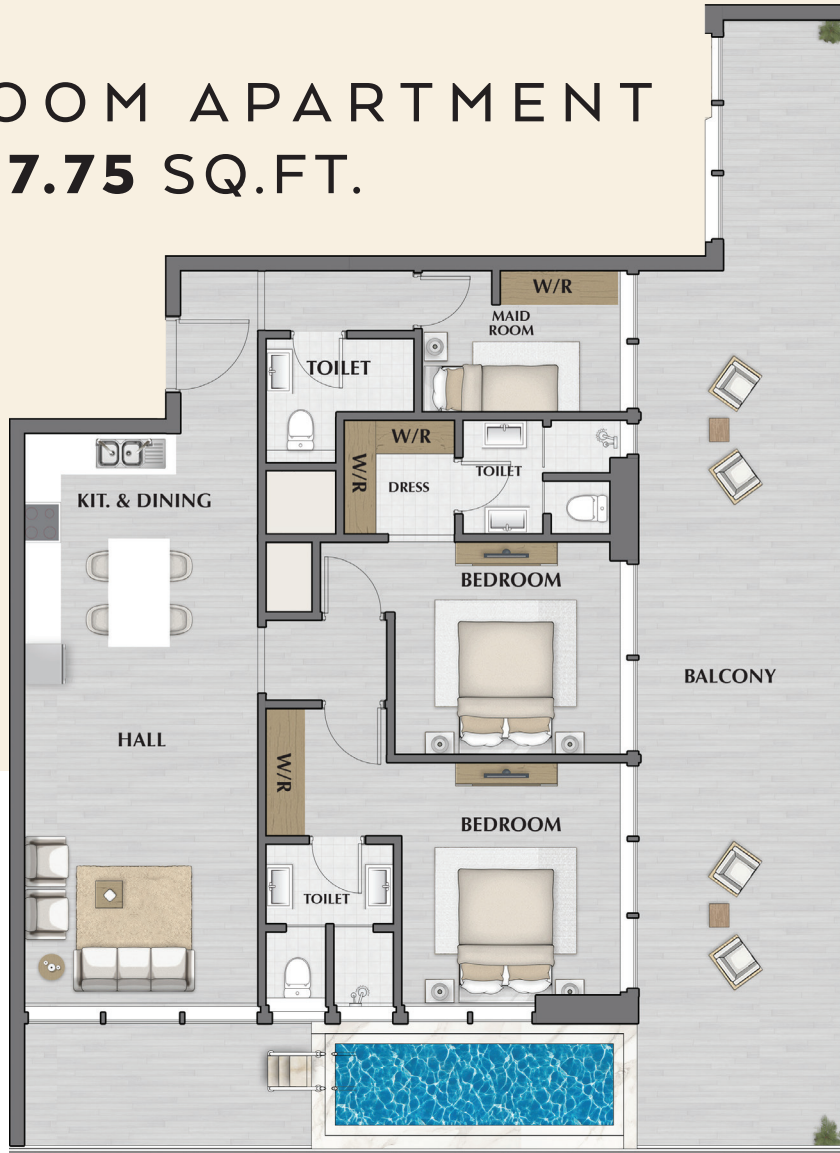 OOM APARTMENT
7.75 SQ.FT.
W/R
MAID
ROOM
TOILET
W/R
W/R
DRESS
TOILET
KIT. & DINING
BEDROOM
BALCONY
HALL
W/R
BEDROOM
TOILET